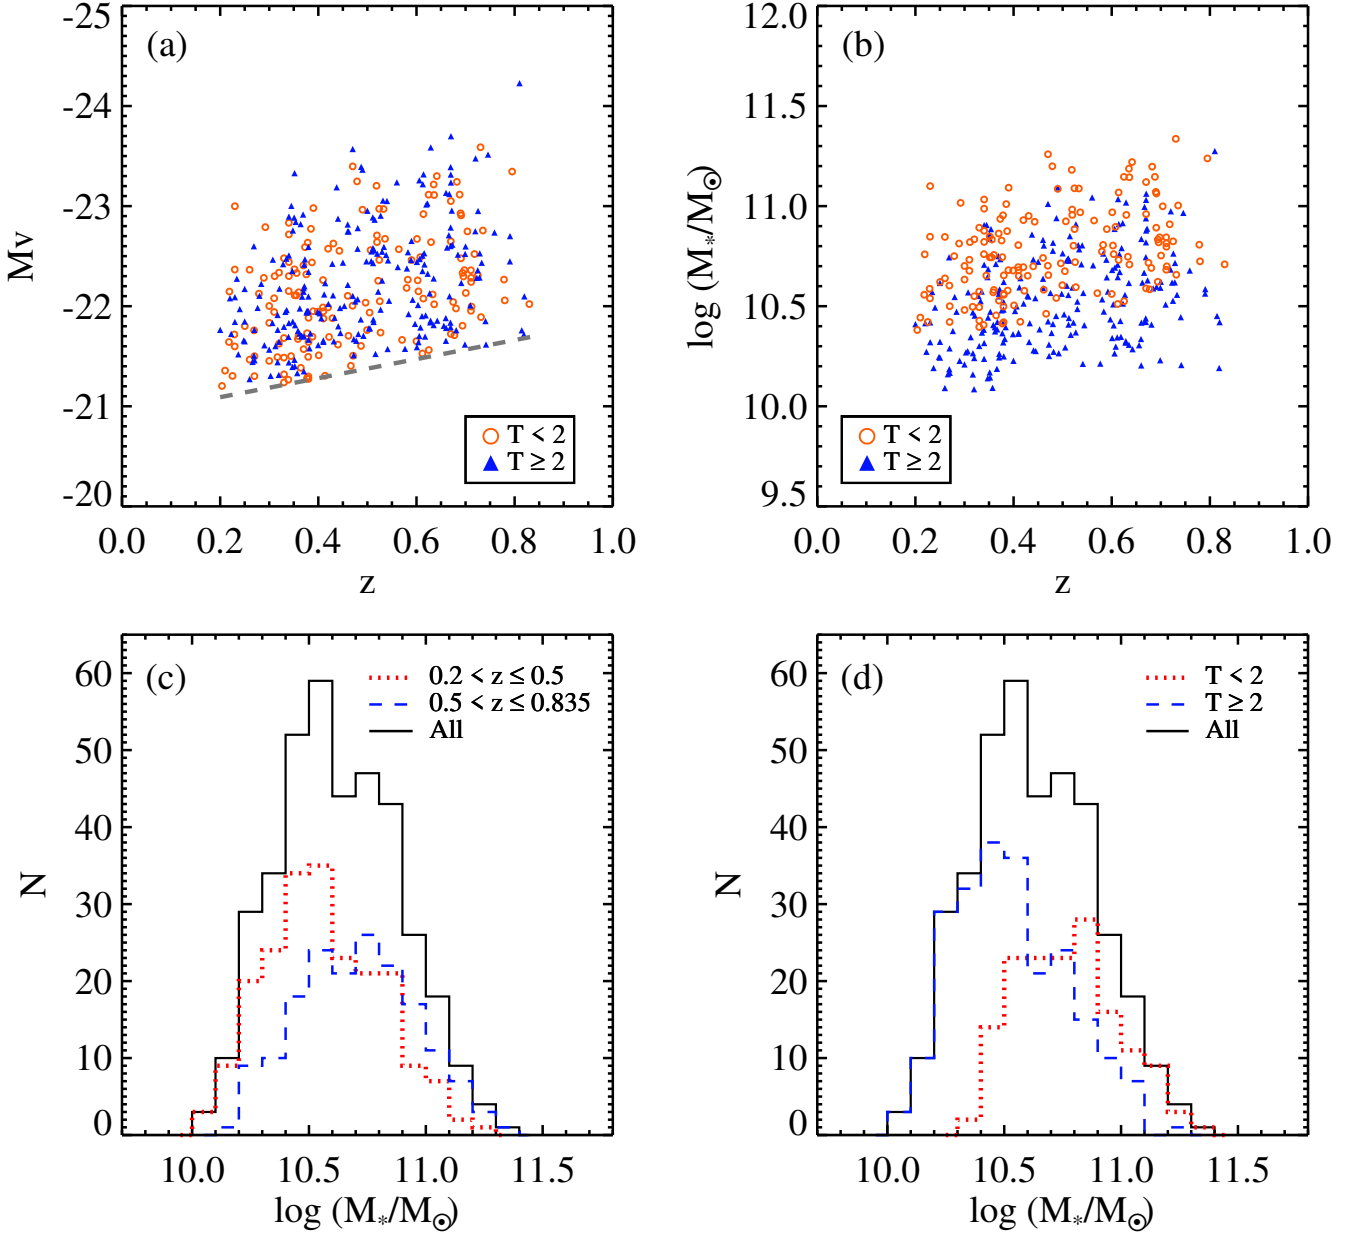 (a)
-25
-24
-23
-22
-21
-20
Mv
T < 2
T ≥ 2
0.0 0.2 0.4 0.6 0.8 1.0
z
(b)
12.0
11.5
11.0
10.5
10.0
9.5
log (M*/M☉)
T < 2
T ≥ 2
0.0 0.2 0.4 0.6 0.8 1.0
z
(c)
0.2 < z ≤ 0.5
0.5 < z ≤ 0.835
All
60
50
40
30
20
10
0
N
10.0 10.5 11.0 11.5
log (M*/M☉)
(d)
T < 2
T ≥ 2
All
60
50
40
30
20
10
0
N
10.0 10.5 11.0 11.5
log (M*/M☉)